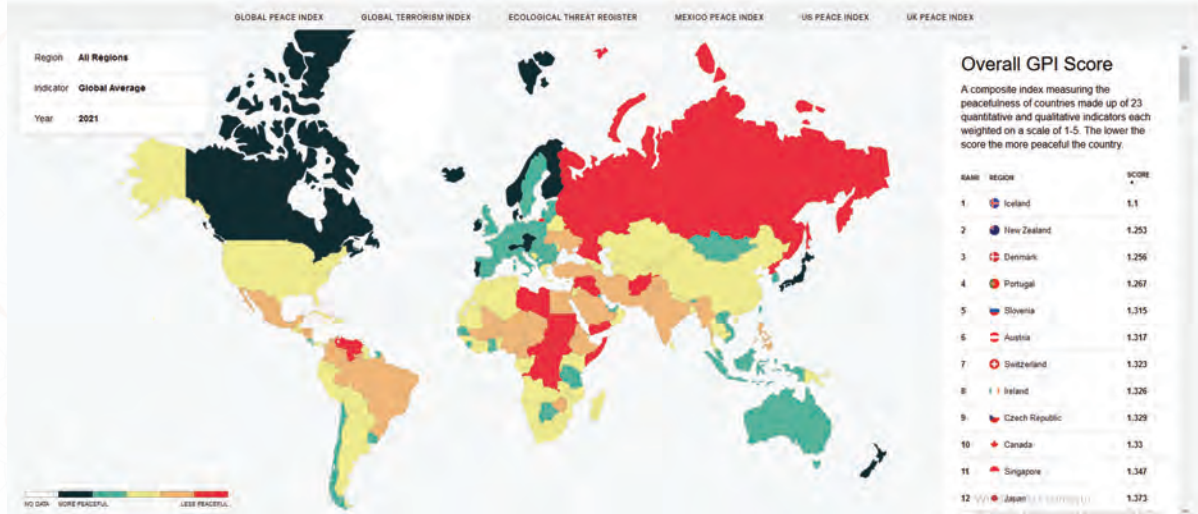 GLOBAL PEACE INDEX GLOBAL TERRORISM INDEX ECOLOGICAL THREAT REGISTER MEXICO PEACE INDEX US PEACE INDEX UK PEACE INDEX
Region All Regions
Indicator Global Average
Year 2021
NO DATA MORE PEACEFUL LESS PEACEFUL
Overall GPI Score
A composite index measuring the
peacefulness of countries made up of 23
quantitative and qualitative indicators each
weighted on a scale of 1-5. The lower the
score the more peaceful the country.
RANK REGION SCORE
1 Iceland 1.1
2 New Zealand 1.253
3 Denmark 1.256
4 Portugal 1.267
5 Slovenia 1.315
6 Austria 1.317
7 Switzerland 1.323
8 Ireland 1.326
9 Czech Republic 1.329
10 Canada 1.33
11 Singapore 1.347
12 Japan 1.373